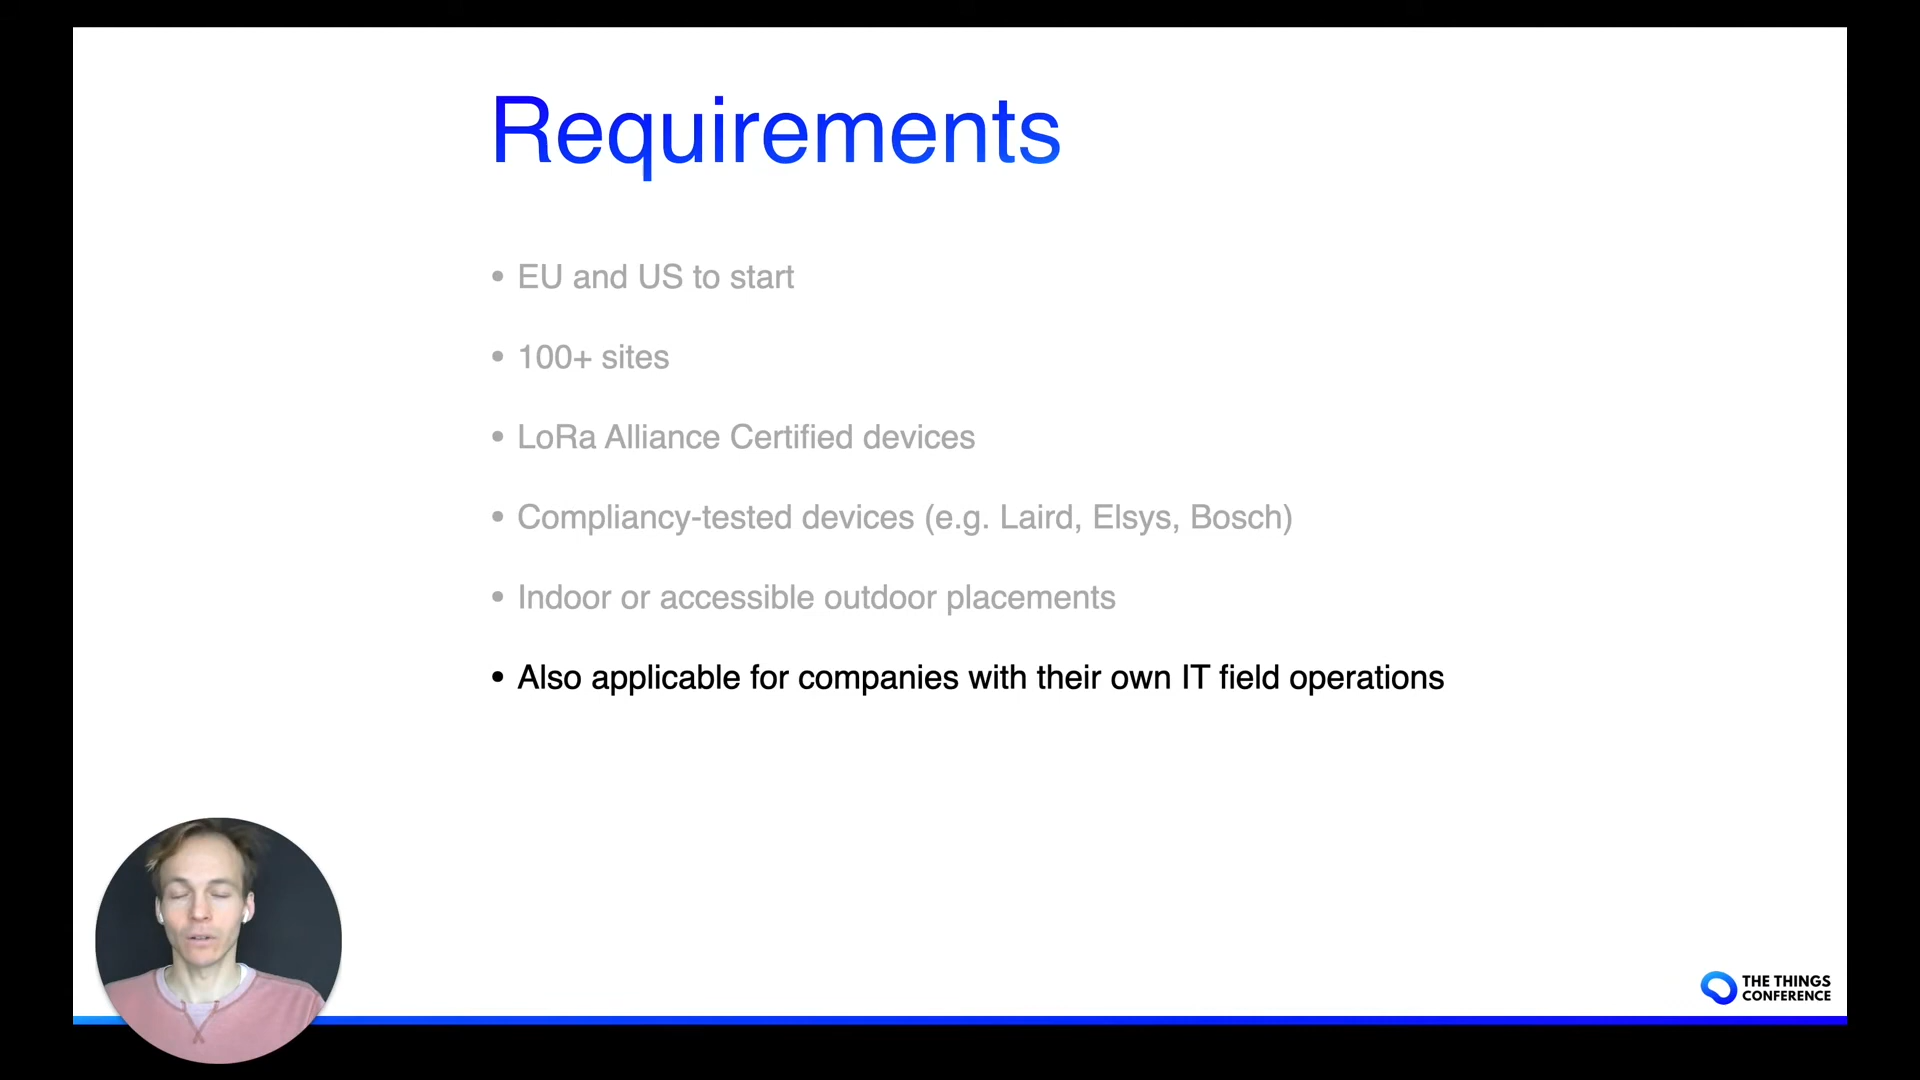 Requirements
• EU and US to start
• 100+ sites
• LoRa Alliance Certified devices
• Compliancy-tested devices (e.g. Laird, Elsys, Bosch)
• Indoor or accessible outdoor placements
• Also applicable for companies with their own IT field operations
THE THINGS
CONFERENCE